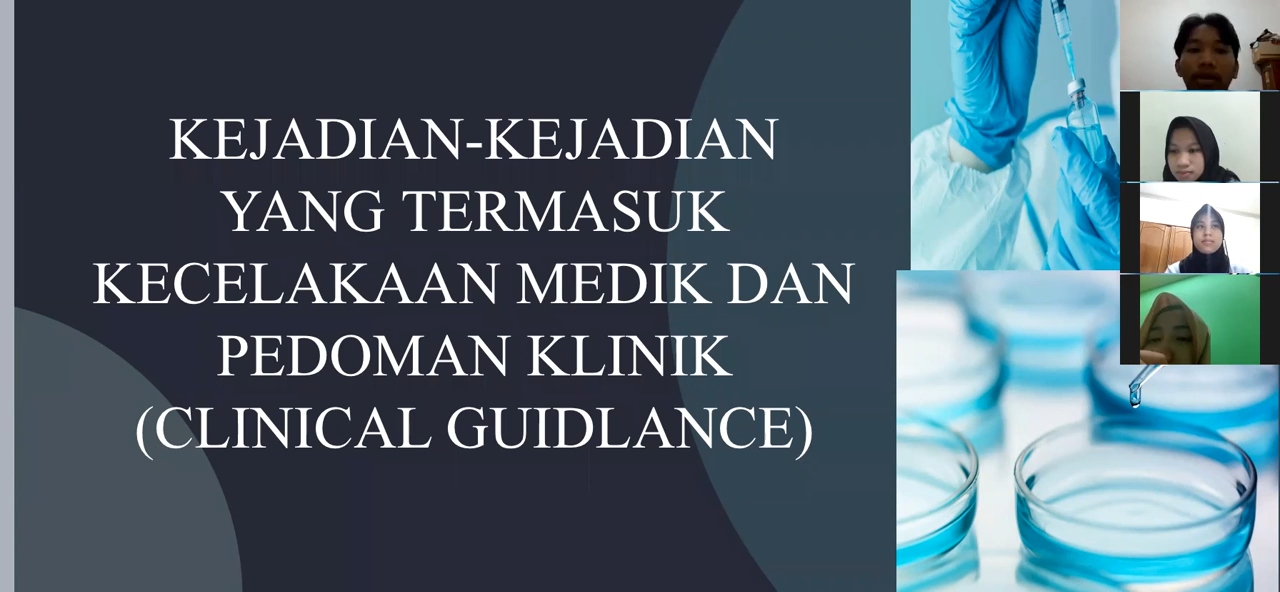 KEJADIAN-KEJADIAN
YANG TERMASUK
KECELAKAAN MEDIK DAN
PEDOMAN KLINIK
(CLINICAL GUIDLANCE)